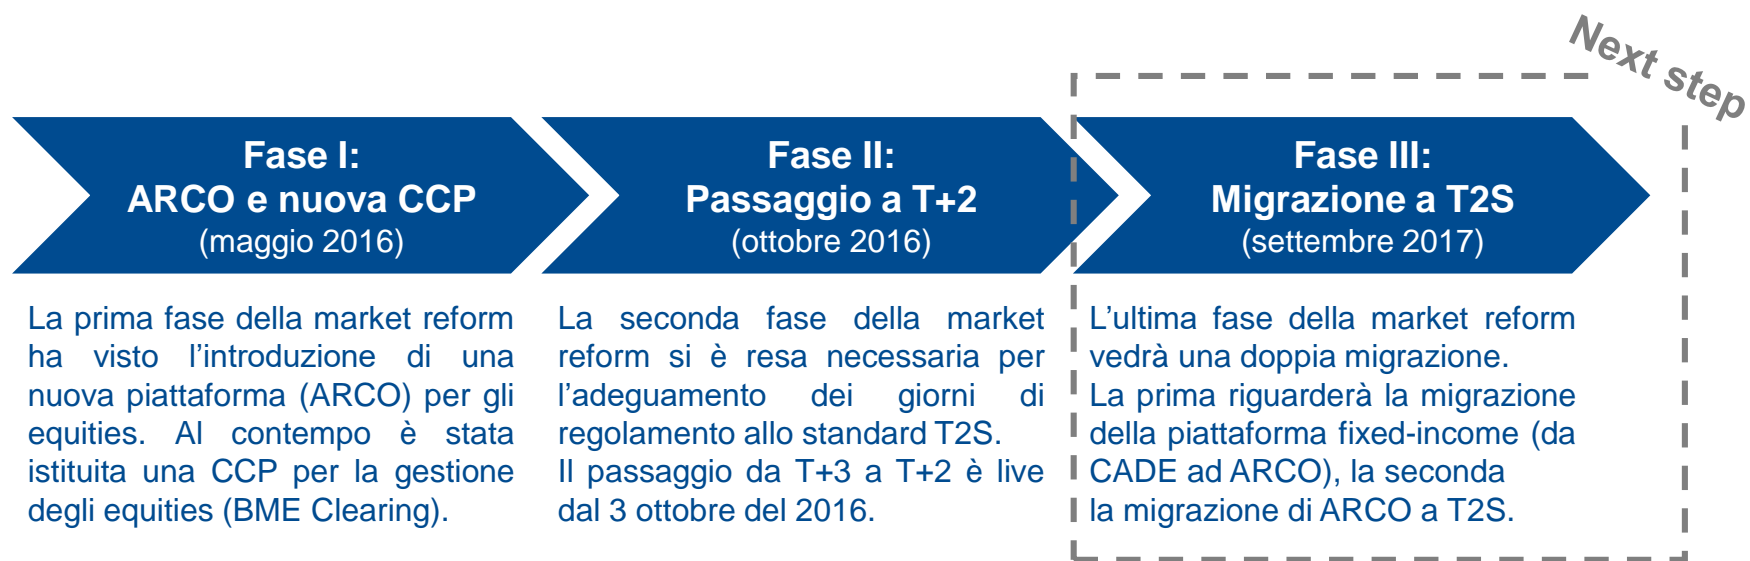 Next step
Fase I:
ARCO e nuova CCP
(maggio 2016)
Fase II:
Passaggio a T+2
(ottobre 2016)
Fase III:
Migrazione a T2S
(settembre 2017)
La prima fase della market reform
ha visto l’introduzione di una
nuova piattaforma (ARCO) per gli
equities. Al contempo è stata
istituita una CCP per la gestione
degli equities (BME Clearing).
La seconda fase della market
reform si è resa necessaria per
l’adeguamento dei giorni di
regolamento allo standard T2S.
Il passaggio da T+3 a T+2 è live
dal 3 ottobre del 2016.
L’ultima fase della market reform
vedrà una doppia migrazione.
La prima riguarderà la migrazione
della piattaforma fixed-income (da
CADE ad ARCO), la seconda
la migrazione di ARCO a T2S.